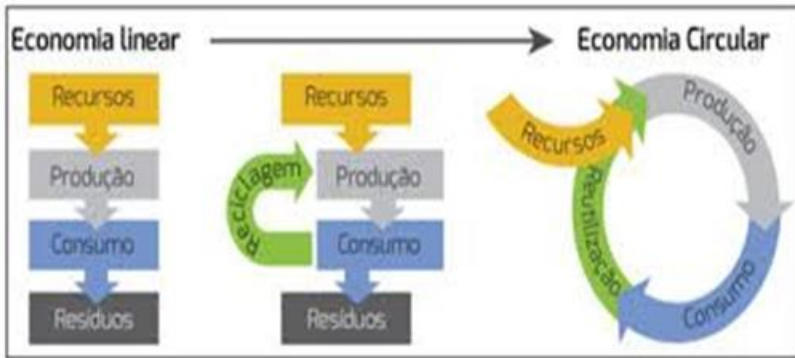 Economia linear
Economia Circular
Recursos
Produção
Consumo
Resíduos
Recursos
Produção
Consumo
Resíduos
Reciclagem
Recursos
Produção
Consumo
Reutilização